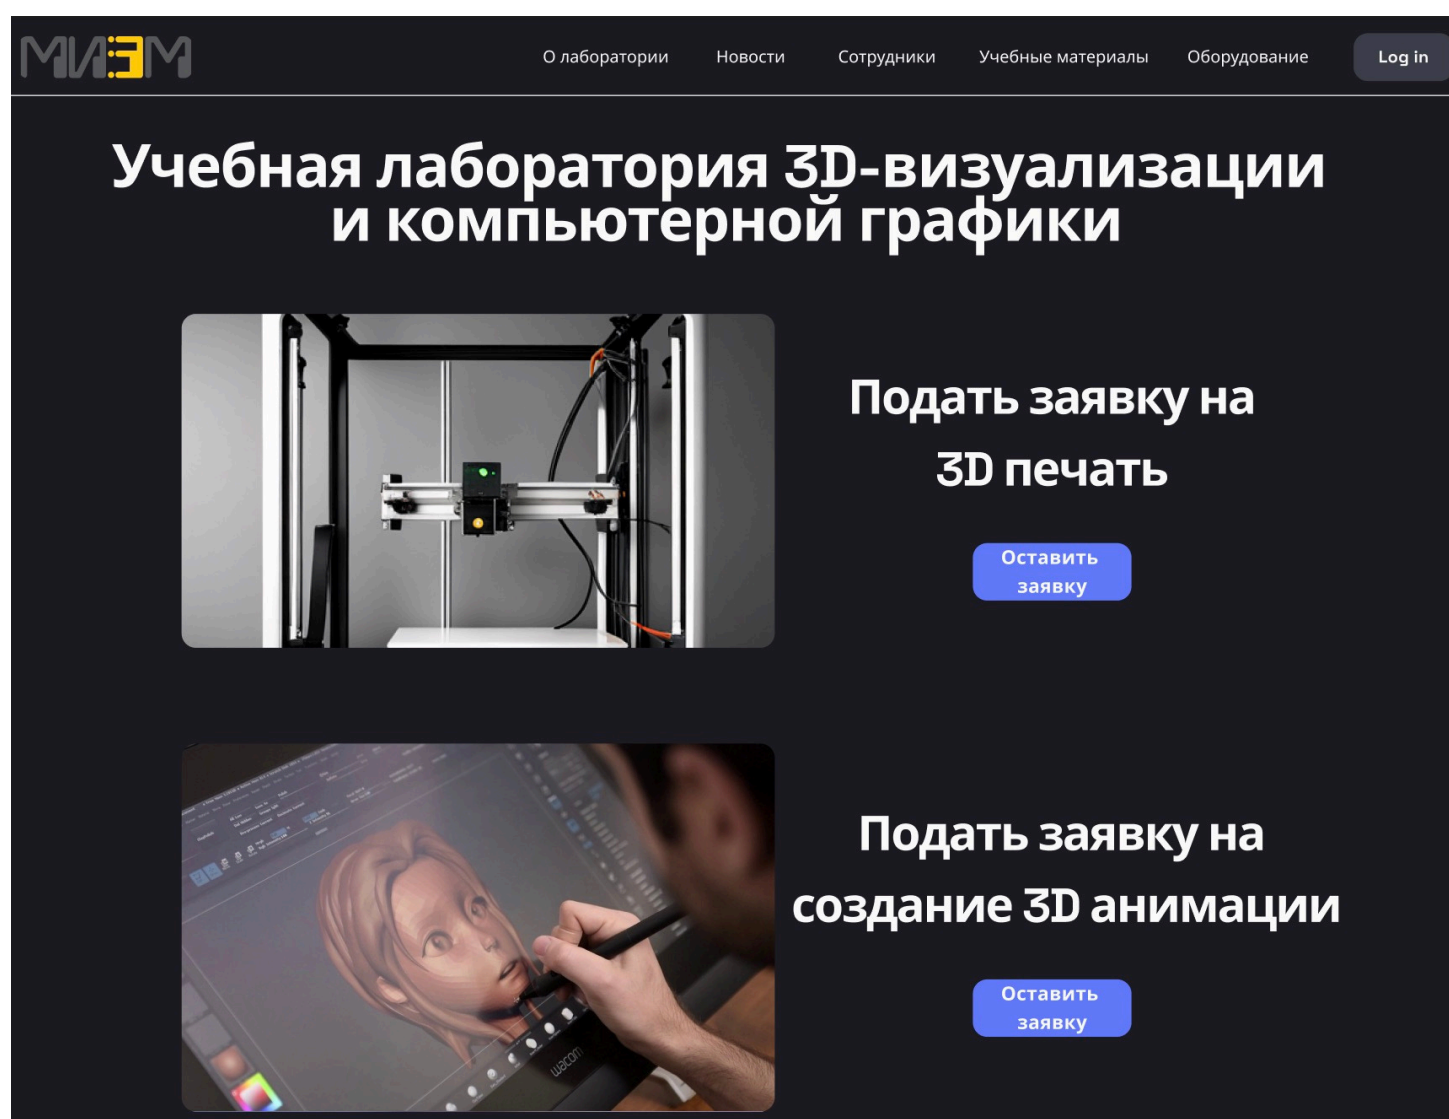 МИЭМ
О лаборатории Новости Сотрудники Учебные материалы Оборудование Log in
Учебная лаборатория 3D-визуализации
и компьютерной графики
Подать заявку на
3D печать
Оставить
заявку
Подать заявку на
создание 3D анимации
Оставить
заявку
wacom